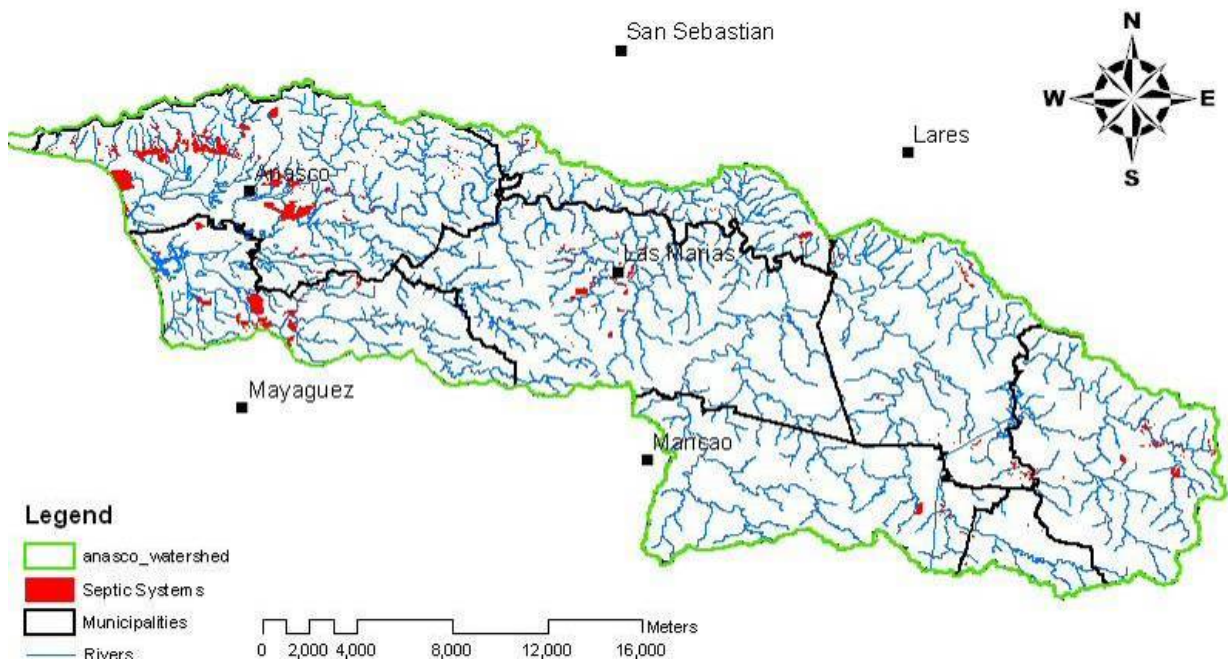 San Sebastian
N
W E
S
Lares
Anasco
Las Marias
Mayaguez
Maricao
Legend
anasco_watershed
Septic Systems
Municipalities
Rivers
Meters
0 2,000 4,000 8,000 12,000 16,000